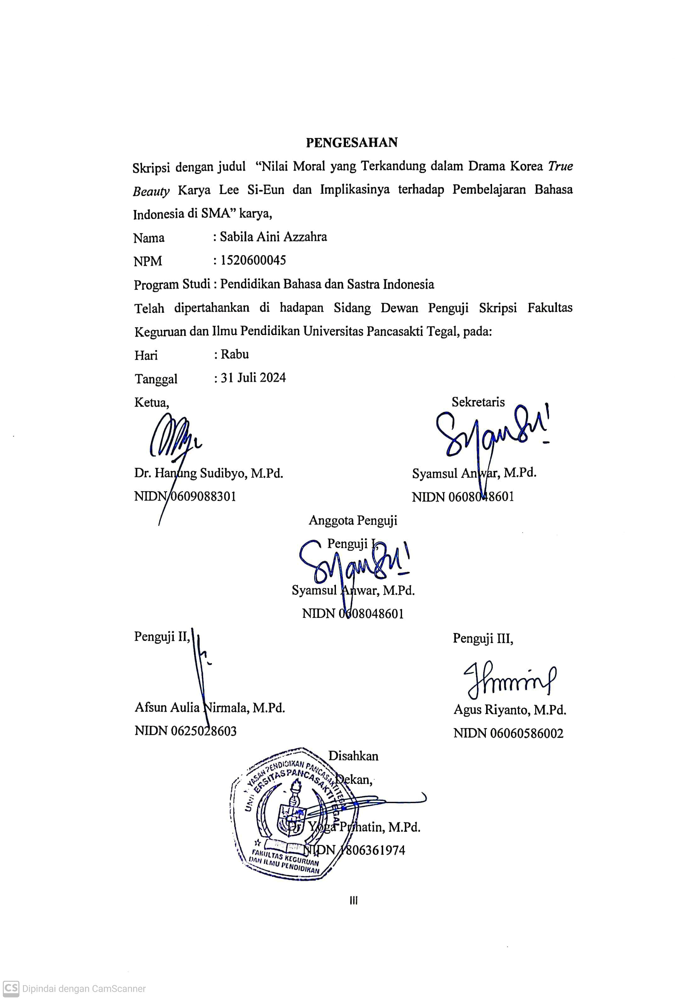 PENGESAHAN
Skripsi dengan judul “Nilai Moral yang Terkandung dalam Drama Korea True
Beauty Karya Lee Si-Eun dan Implikasinya terhadap Pembelajaran Bahasa
Indonesia di SMA” karya,
Nama : Sabila Aini Azzahra
NPM : 1520600045
Program Studi : Pendidikan Bahasa dan Sastra Indonesia
Telah dipertahankan di hadapan Sidang Dewan Penguji Skripsi Fakultas
Keguruan dan Ilmu Pendidikan Universitas Pancasakti Tegal, pada:
Hari : Rabu
Tanggal : 31 Juli 2024
Ketua, Sekretaris
Dr. Hanung Sudibyo, M.Pd. Syamsul Anwar, M.Pd.
NIDN 0609088301 NIDN 0608048601
Anggota Penguji
Penguji I,
Syamsul Anwar, M.Pd.
NIDN 0608048601
Penguji II, Penguji III,
Afsun Aulia Nirmala, M.Pd. Agus Riyanto, M.Pd.
NIDN 0625028603 NIDN 06060586002
Disahkan
Dekan,
YAYASAN PENDIDIKAN PANCASAKTI TEGAL
UNIVERSITAS PANCASAKTI TEGAL
Dr. Yoga Prihatin, M.Pd.
NIDN 1806361974
FAKULTAS KEGURUAN
DAN ILMU PENDIDIKAN
III
CS Dipindai dengan CamScanner